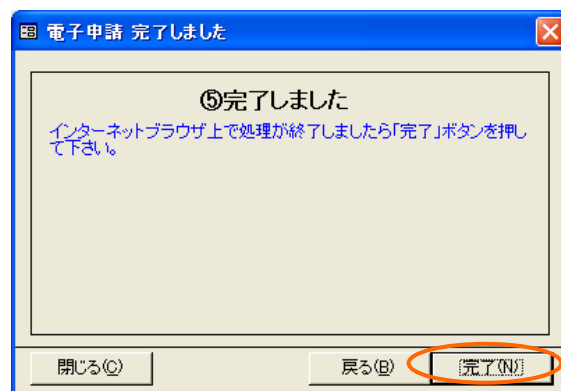 電子申請 完了しました
⑤完了しました
インターネットブラウザ上で処理が終了しましたら「完了」ボタンを押し
て下さい。
閉じる(C) 戻る(B) 完了(N)